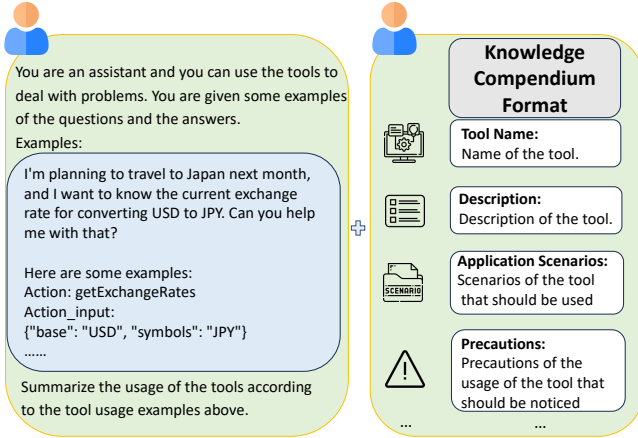 You are an assistant and you can use the tools to
deal with problems. You are given some examples
of the questions and the answers.
Examples:
I'm planning to travel to Japan next month,
and I want to know the current exchange
rate for converting USD to JPY. Can you help
me with that?
Here are some examples:
Action: getExchangeRates
Action_input:
{"base": "USD", "symbols": "JPY"}
......
Summarize the usage of the tools according
to the tool usage examples above.
Knowledge
Compendium
Format
Tool Name:
Name of the tool.
Description:
Description of the tool.
SCENARIO
Application Scenarios:
Scenarios of the tool
that should be used
Precautions:
Precautions of the
usage of the tool that
should be noticed
...
...